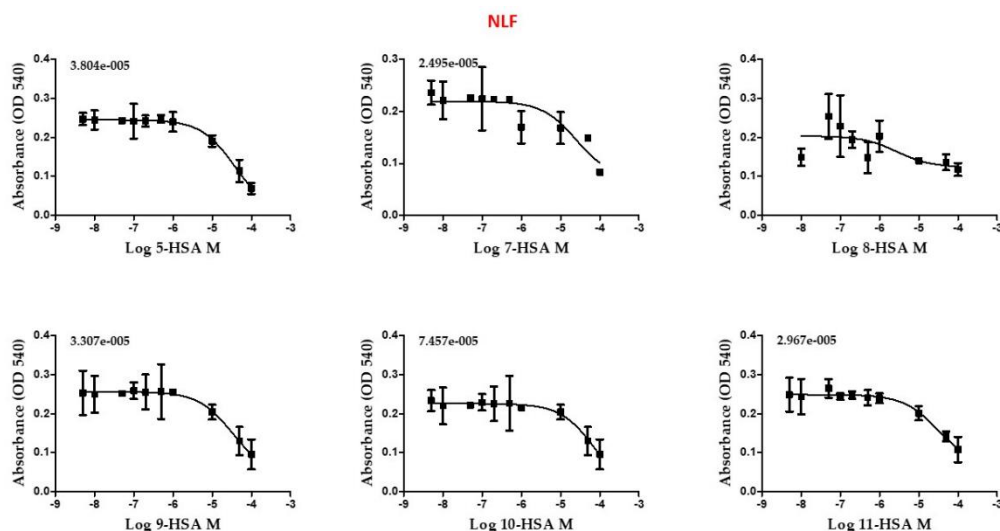 NLF
3.804e-005
Absorbance (OD 540)
0.4
0.3
0.2
0.1
0.0
-9 -8 -7 -6 -5 -4 -3
Log 5-HSA M
2.495e-005
Absorbance (OD 540)
0.4
0.3
0.2
0.1
0.0
-9 -8 -7 -6 -5 -4 -3
Log 7-HSA M
Absorbance (OD 540)
0.4
0.3
0.2
0.1
0.0
-9 -8 -7 -6 -5 -4 -3
Log 8-HSA M
3.307e-005
Absorbance (OD 540)
0.4
0.3
0.2
0.1
0.0
-9 -8 -7 -6 -5 -4 -3
Log 9-HSA M
7.457e-005
Absorbance (OD 540)
0.4
0.3
0.2
0.1
0.0
-9 -8 -7 -6 -5 -4 -3
Log 10-HSA M
2.967e-005
Absorbance (OD 540)
0.4
0.3
0.2
0.1
0.0
-9 -8 -7 -6 -5 -4 -3
Log 11-HSA M